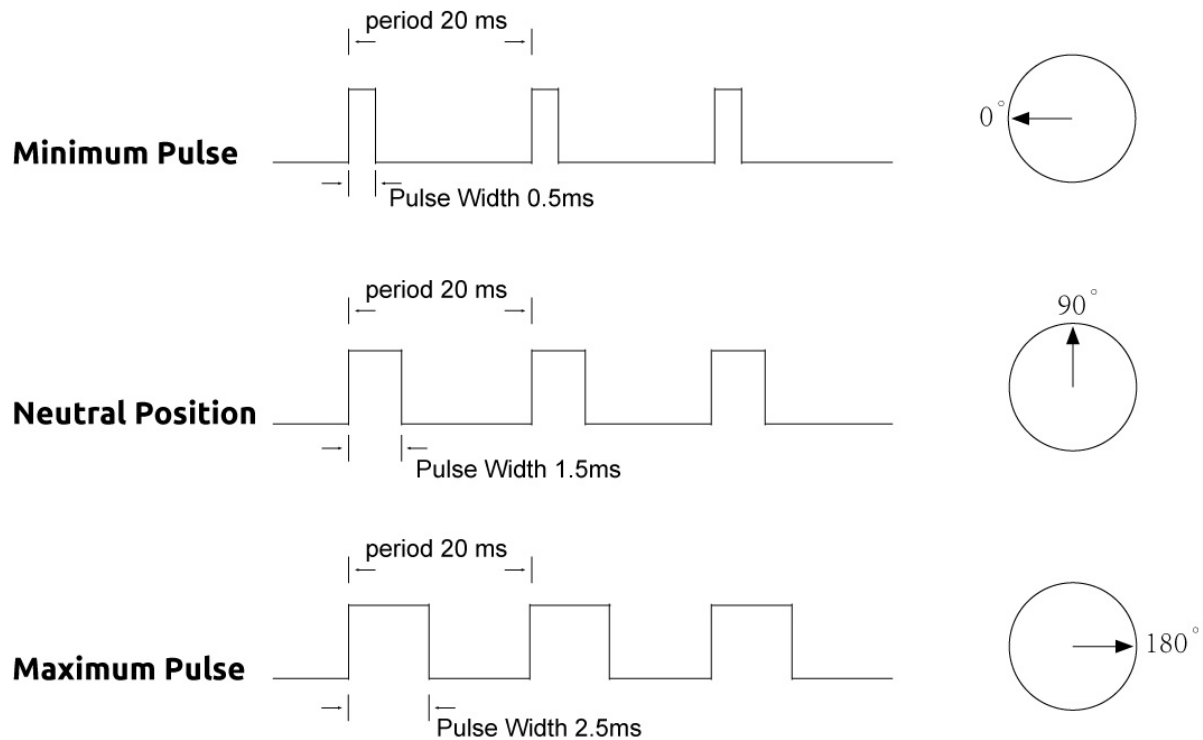 period 20 ms
0°
Minimum Pulse
Pulse Width 0.5ms
period 20 ms
90°
Neutral Position
Pulse Width 1.5ms
period 20 ms
180°
Maximum Pulse
Pulse Width 2.5ms